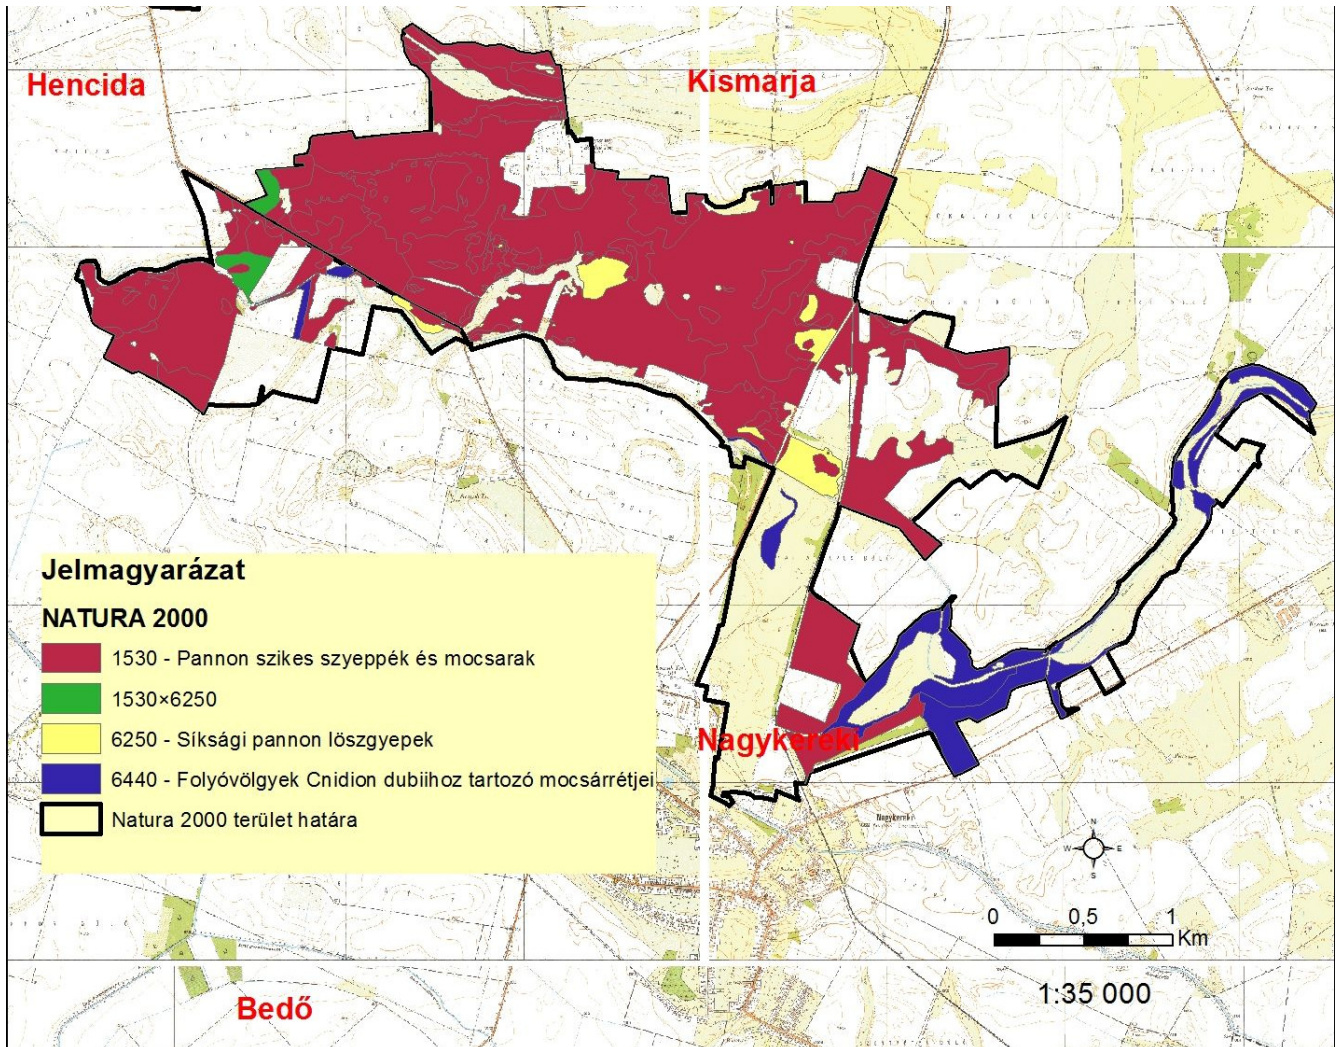 Hencida
Kismarja
Jelmagyarázat
NATURA 2000
1530 - Pannon szikes szyeppék és mocsarak
1530×6250
6250 - Síksági pannon löszgyepek
6440 - Folyóvölgyek Cnidion dubiihoz tartozó mocsárrétjei
Natura 2000 terület határa
Nagykereki
Nagykereki
N
W E
S
0 0,5 1
Km
1:35 000
Bedő